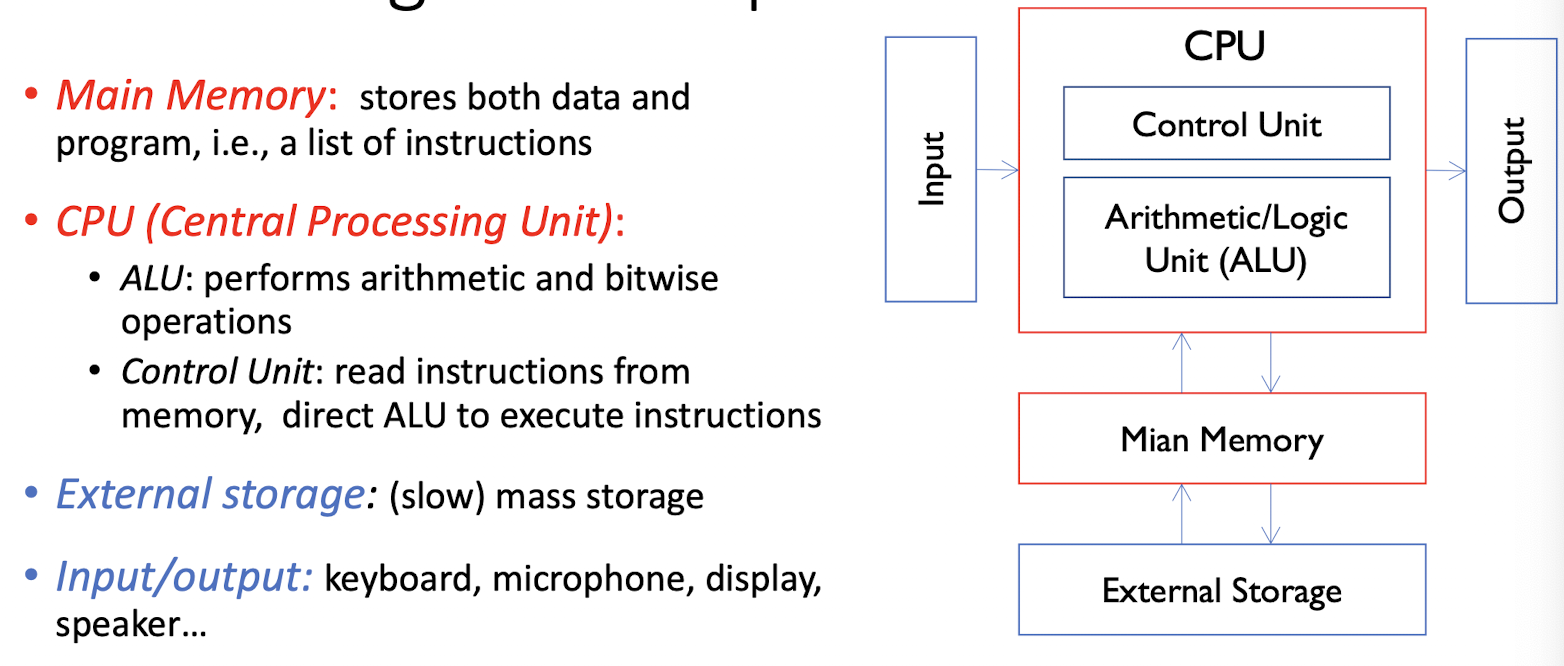 • Main Memory: stores both data and
program, i.e., a list of instructions
• CPU (Central Processing Unit):
• ALU: performs arithmetic and bitwise
operations
• Control Unit: read instructions from
memory, direct ALU to execute instructions
• External storage: (slow) mass storage
• Input/output: keyboard, microphone, display,
speaker...
Input
CPU
Control Unit
Arithmetic/Logic
Unit (ALU)
Output
Mian Memory
External Storage